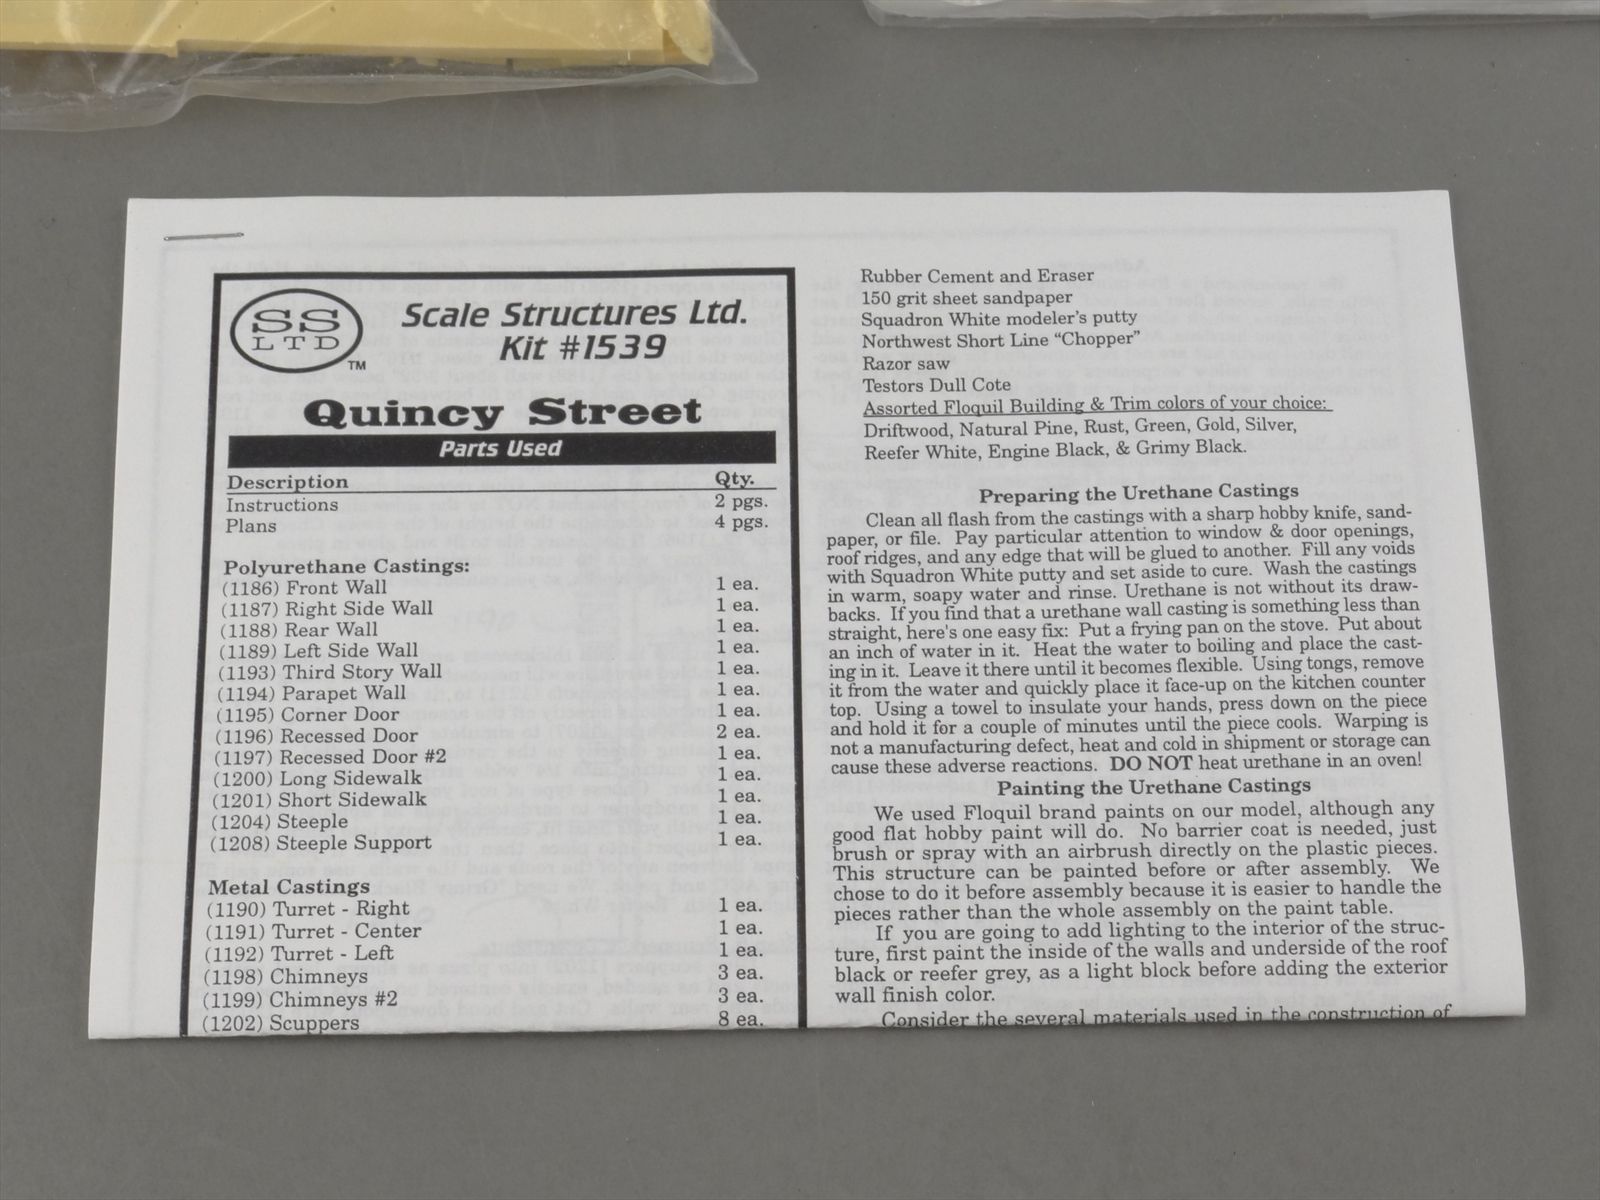 SS
LTD
TM
Scale Structures Ltd.
Kit #1539
Quincy Street
Parts Used
Description Qty.
Instructions 2 pgs.
Plans 4 pgs.
Polyurethane Castings:
(1186) Front Wall 1 ea.
(1187) Right Side Wall 1 ea.
(1188) Rear Wall 1 ea.
(1189) Left Side Wall 1 ea.
(1193) Third Story Wall 1 ea.
(1194) Parapet Wall 1 ea.
(1195) Corner Door 1 ea.
(1196) Recessed Door 2 ea.
(1197) Recessed Door #2 1 ea.
(1200) Long Sidewalk 1 ea.
(1201) Short Sidewalk 1 ea.
(1204) Steeple 1 ea.
(1208) Steeple Support 1 ea.
Metal Castings
(1190) Turret - Right 1 ea.
(1191) Turret - Center 1 ea.
(1192) Turret - Left 1 ea.
(1198) Chimneys 3 ea.
(1199) Chimneys #2 3 ea.
(1202) Scuppers 8 ea.
Rubber Cement and Eraser
150 grit sheet sandpaper
Squadron White modeler's putty
Northwest Short Line “Chopper”
Razor saw
Testors Dull Cote
Assorted Floquil Building & Trim colors of your choice:
Driftwood, Natural Pine, Rust, Green, Gold, Silver,
Reefer White, Engine Black, & Grimy Black.
Preparing the Urethane Castings
Clean all flash from the castings with a sharp hobby knife, sand-
paper, or file. Pay particular attention to window & door openings,
roof ridges, and any edge that will be glued to another. Fill any voids
with Squadron White putty and set aside to cure. Wash the castings
in warm, soapy water and rinse. Urethane is not without its draw-
backs. If you find that a urethane wall casting is something less than
straight, here's one easy fix: Put a frying pan on the stove. Put about
an inch of water in it. Heat the water to boiling and place the cast-
ing in it. Leave it there until it becomes flexible. Using tongs, remove
it from the water and quickly place it face-up on the kitchen counter
top. Using a towel to insulate your hands, press down on the piece
and hold it for a couple of minutes until the piece cools. Warping is
not a manufacturing defect, heat and cold in shipment or storage can
cause these adverse reactions. DO NOT heat urethane in an oven!
Painting the Urethane Castings
We used Floquil brand paints on our model, although any
good flat hobby paint will do. No barrier coat is needed, just
brush or spray with an airbrush directly on the plastic pieces.
This structure can be painted before or after assembly. We
chose to do it before assembly because it is easier to handle the
pieces rather than the whole assembly on the paint table.
If you are going to add lighting to the interior of the struc-
ture, first paint the inside of the walls and underside of the roof
black or reefer grey, as a light block before adding the exterior
wall finish color.
Consider the several materials used in the construction of